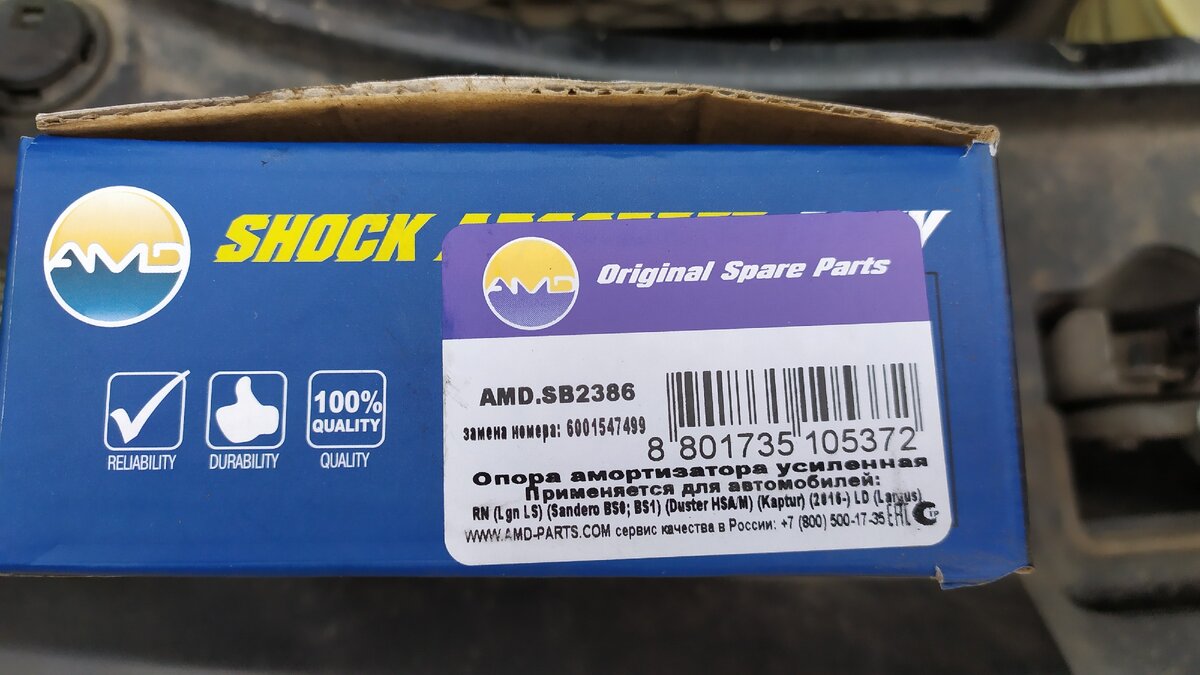 AMD
SHOCK
AMD
Original Spare Parts
AMD.SB2386
замена номера: 6001547499
8 801735 105372
Опора амортизатора усиленная
Применяется для автомобилей:
RN (Lgn LS) (Sandero BS0; BS1) (Duster HSA/M) (Kaptur) (2016-) LD (Largus)
WWW.AMD-PARTS.COM сервис качества в России: +7 (800) 500-17-35 EAC
100%
QUALITY
RELIABILITY
DURABILITY
QUALITY